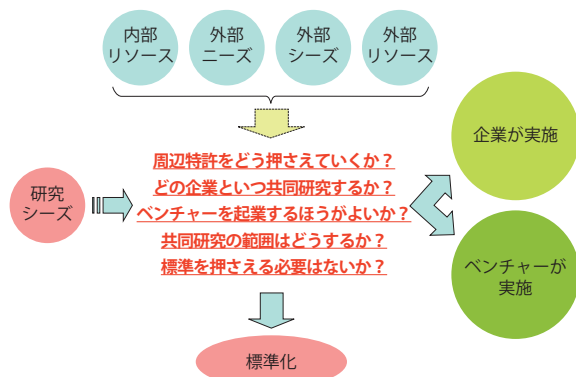 内部
リソース
外部
ニーズ
外部
シーズ
外部
リソース
企業が実施
周辺特許をどう押さえていくか？
どの企業といつ共同研究するか？
ベンチャーを起業するほうがよいか？
共同研究の範囲はどうするか？
標準を押さえる必要はないか？
研究
シーズ
ベンチャーが
実施
標準化